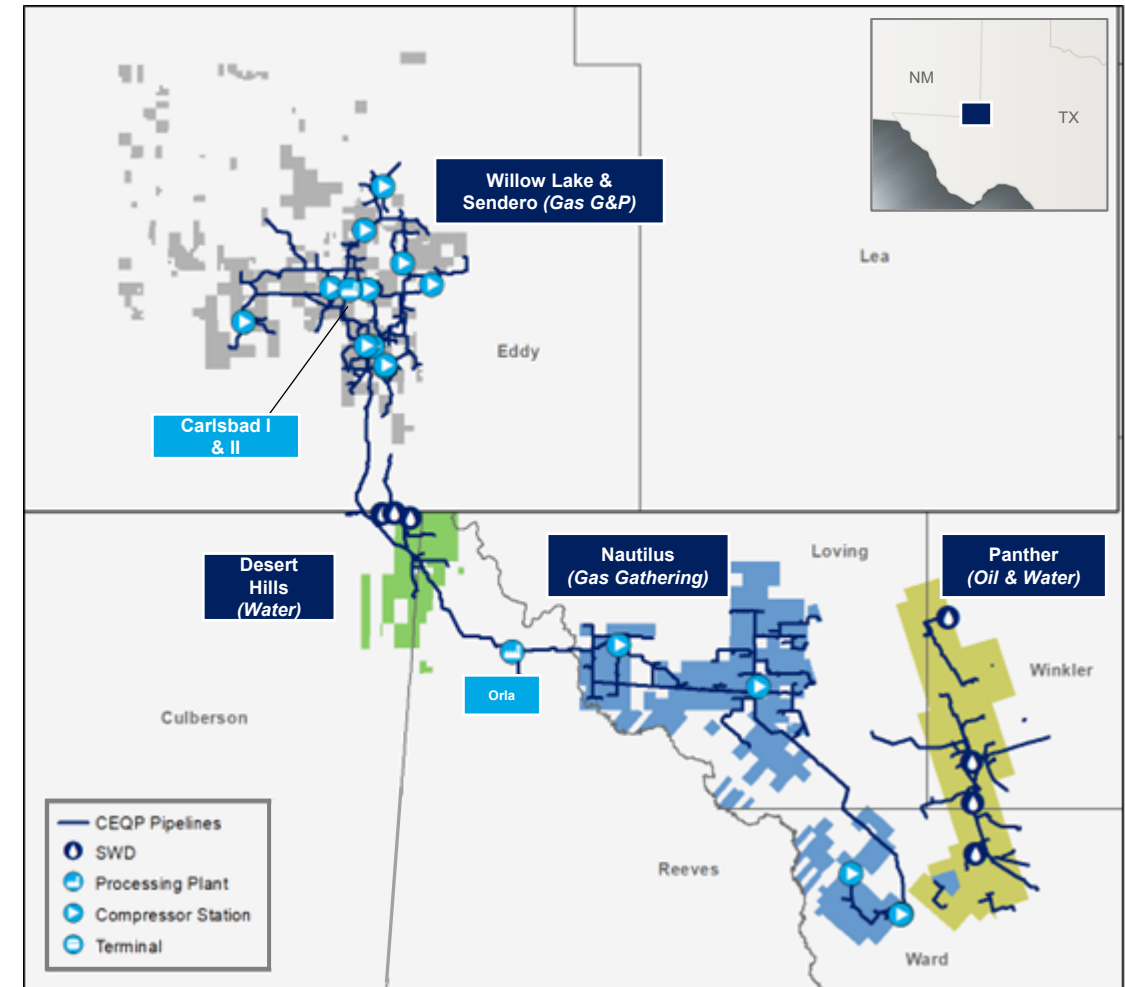 NM
TX
Willow Lake &
Sendero (Gas G&P)
Lea
Eddy
Carlsbad I
& II
Desert
Hills
(Water)
Nautilus
(Gas Gathering)
Loving
Panther
(Oil & Water)
Winkler
Orla
Culberson
Reeves
Ward
CEQP Pipelines
SWD
Processing Plant
Compressor Station
Terminal